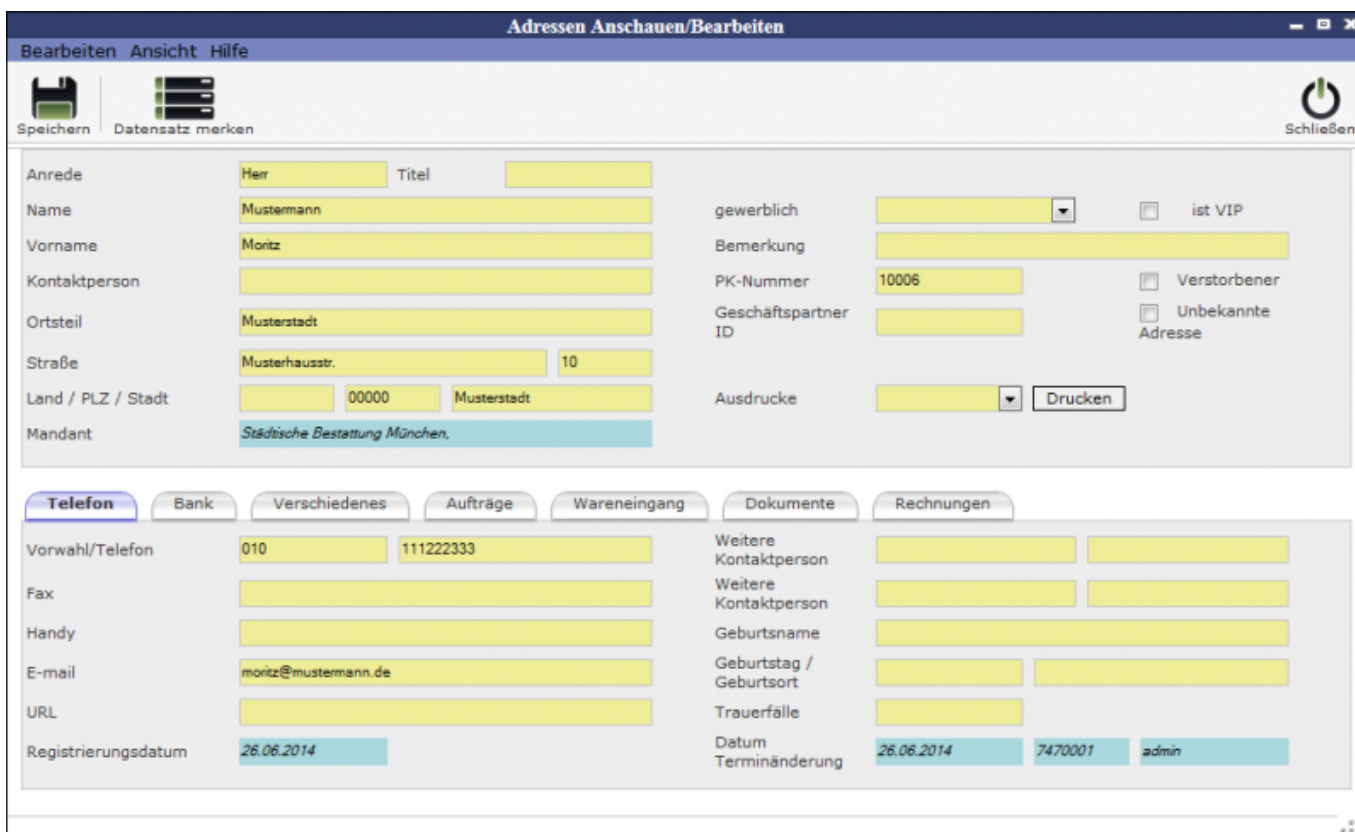 Adressen Anschauen/Bearbeiten
Bearbeiten Ansicht Hilfe
Speichern Datensatz merken Schließen
Anrede Herr Titel
Name Mustermann gewerblich ist VIP
Vorname Moritz Bemerkung
Kontaktperson PK-Nummer 10006 Verstorbener
Ortsteil Musterstadt Geschäftspartner ID Unbekannte Adresse
Straße Musterhausstr. 10
Land / PLZ / Stadt 00000 Musterstadt Ausdrucke Drucken
Mandant Städtische Bestattung München,
Telefon Bank Verschiedenes Aufträge Wareneingang Dokumente Rechnungen
Vorwahl/Telefon 010 111222333 Weitere Kontaktperson
Fax Weitere Kontaktperson
Handy Geburtsname
E-mail moritz@mustermann.de Geburtstag / Geburtsort
URL Trauerfälle
Registrierungsdatum 26.06.2014 Datum Terminänderung 26.06.2014 7470001 admin